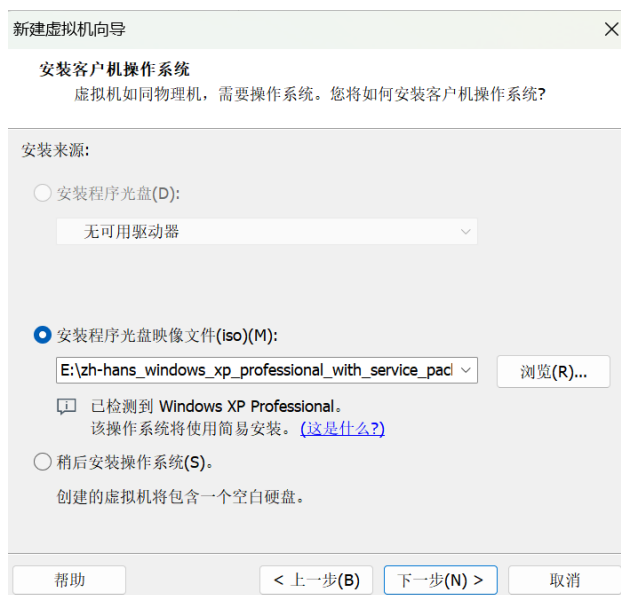 新建虚拟机向导
安装客户机操作系统
虚拟机如同物理机，需要操作系统。您将如何安装客户机操作系统?
安装来源:
安装程序光盘(D):
无可用驱动器
安装程序光盘映像文件(iso)(M):
E:\zh-hans_windows_xp_professional_with_service_pacl
浏览(R)...
已检测到 Windows XP Professional。
该操作系统将使用简易安装。 (这是什么?)
稍后安装操作系统(S)。
创建的虚拟机将包含一个空白硬盘。
帮助
< 上一步(B)
下一步(N) >
取消